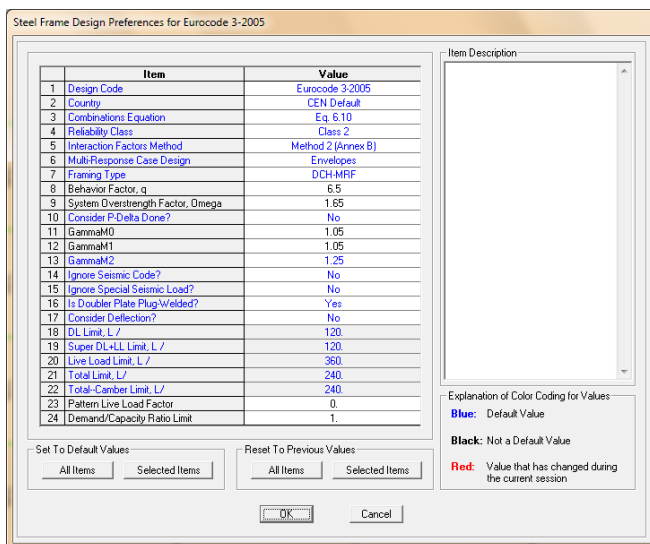 Steel Frame Design Preferences for Eurocode 3-2005
Item Value
1 Design Code Eurocode 3-2005
2 Country CEN Default
3 Combinations Equation Eq. 6.10
4 Reliability Class Class 2
5 Interaction Factors Method Method 2 (Annex B)
6 Multi-Response Case Design Envelopes
7 Framing Type DCH-MRF
8 Behavior Factor, q 6.5
9 System Overstrength Factor, Omega 1.65
10 Consider P-Delta Done? No
11 GammaM0 1.05
12 GammaM1 1.05
13 GammaM2 1.25
14 Ignore Seismic Code? No
15 Ignore Special Seismic Load? No
16 Is Doubler Plate Plug-Welded? Yes
17 Consider Deflection? No
18 DL Limit, L / 120.
19 Super DL+LL Limit, L / 120.
20 Live Load Limit, L / 360.
21 Total Limit, L/ 240.
22 Total--Camber Limit, L/ 240.
23 Pattern Live Load Factor 0.
24 Demand/Capacity Ratio Limit 1.
Set To Default Values
All Items Selected Items
Reset To Previous Values
All Items Selected Items
Item Description
Explanation of Color Coding for Values
Blue: Default Value
Black: Not a Default Value
Red: Value that has changed during
the current session
OK Cancel